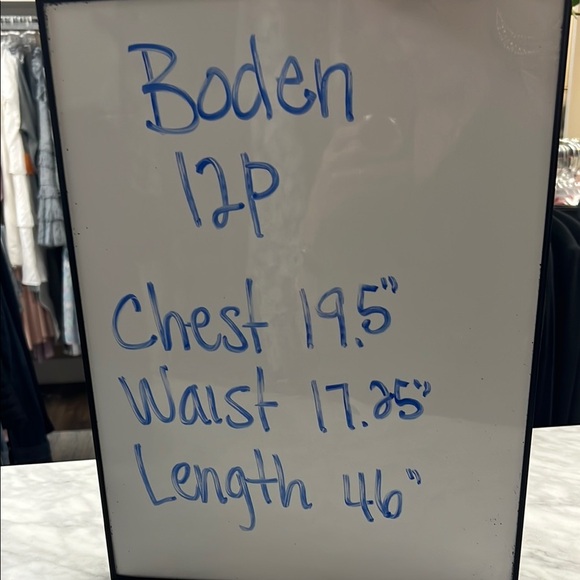 Boden
12P
Chest 19.5"
Waist 17.25"
Length 46"